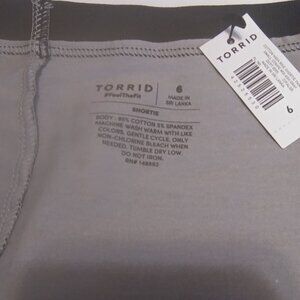 TORRID
#FeelTheFit
6
MADE IN
SRI LANKA
SHORTIE
BODY : 95% COTTON 5% SPANDEX
MACHINE WASH WARM WITH LIKE
COLORS, GENTLE CYCLE, ONLY
NON-CHLORINE BLEACH WHEN
NEEDED, TUMBLE DRY LOW
DO NOT IRON.
TORRID
6